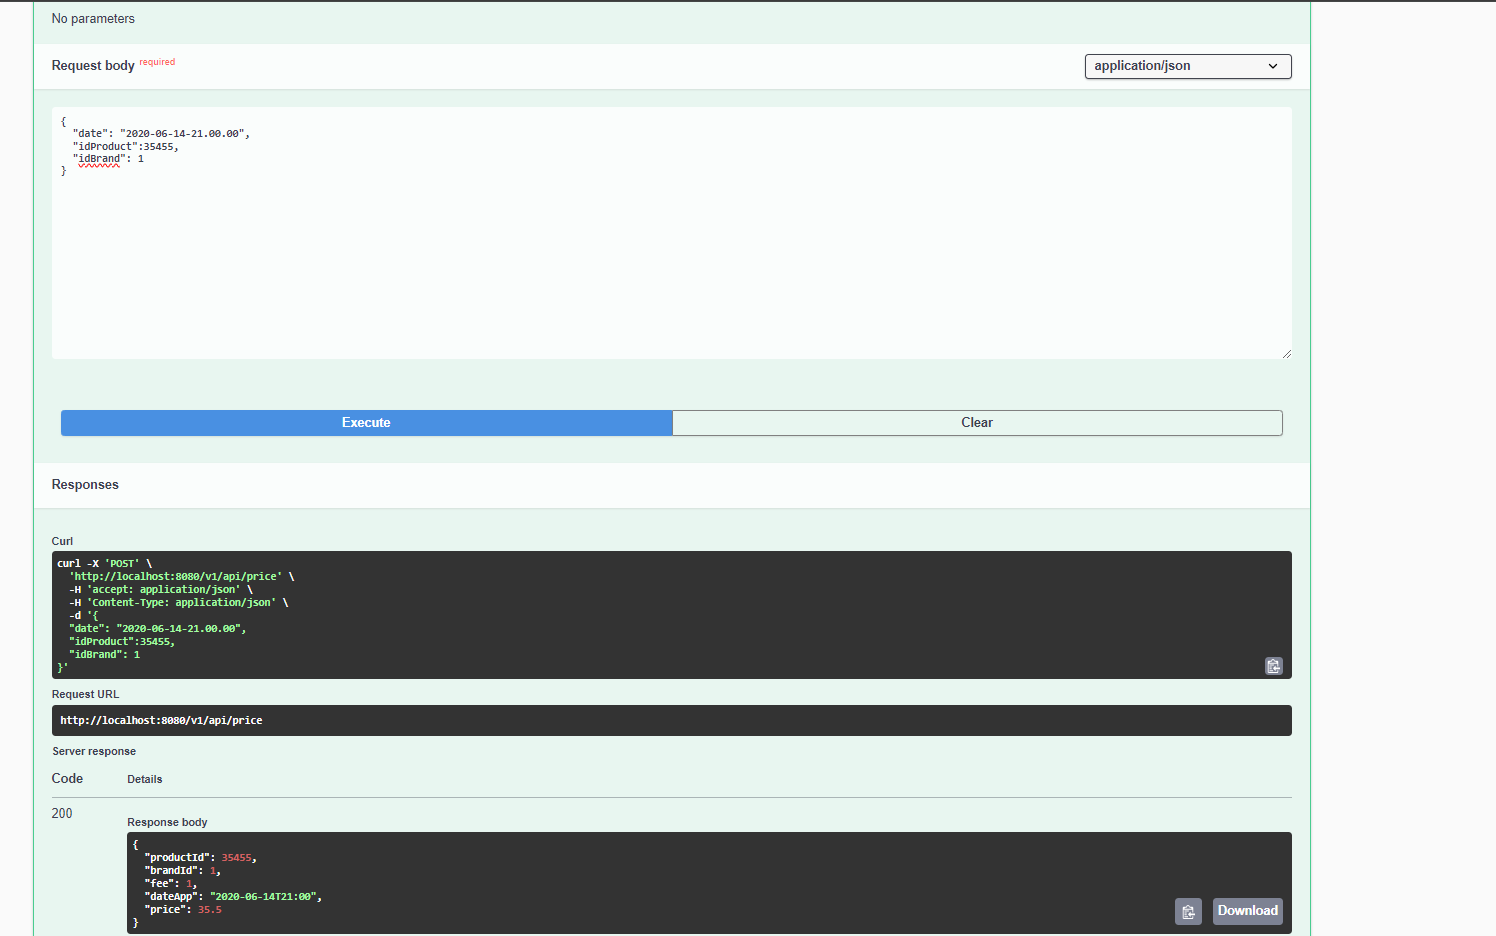 No parameters
Request body required
application/json
{
  "date": "2020-06-14-21.00.00",
  "idProduct":35455,
  "idBrand": 1
}
Execute
Clear
Responses
Curl
curl -X 'POST' \
  'http://localhost:8080/v1/api/price' \
  -H 'accept: application/json' \
  -H 'Content-Type: application/json' \
  -d '{
  "date": "2020-06-14-21.00.00",
  "idProduct":35455,
  "idBrand": 1
}'
Request URL
http://localhost:8080/v1/api/price
Server response
Code Details
200
Response body
{
  "productId": 35455,
  "brandId": 1,
  "fee": 1,
  "dateApp": "2020-06-14T21:00",
  "price": 35.5
}
Download